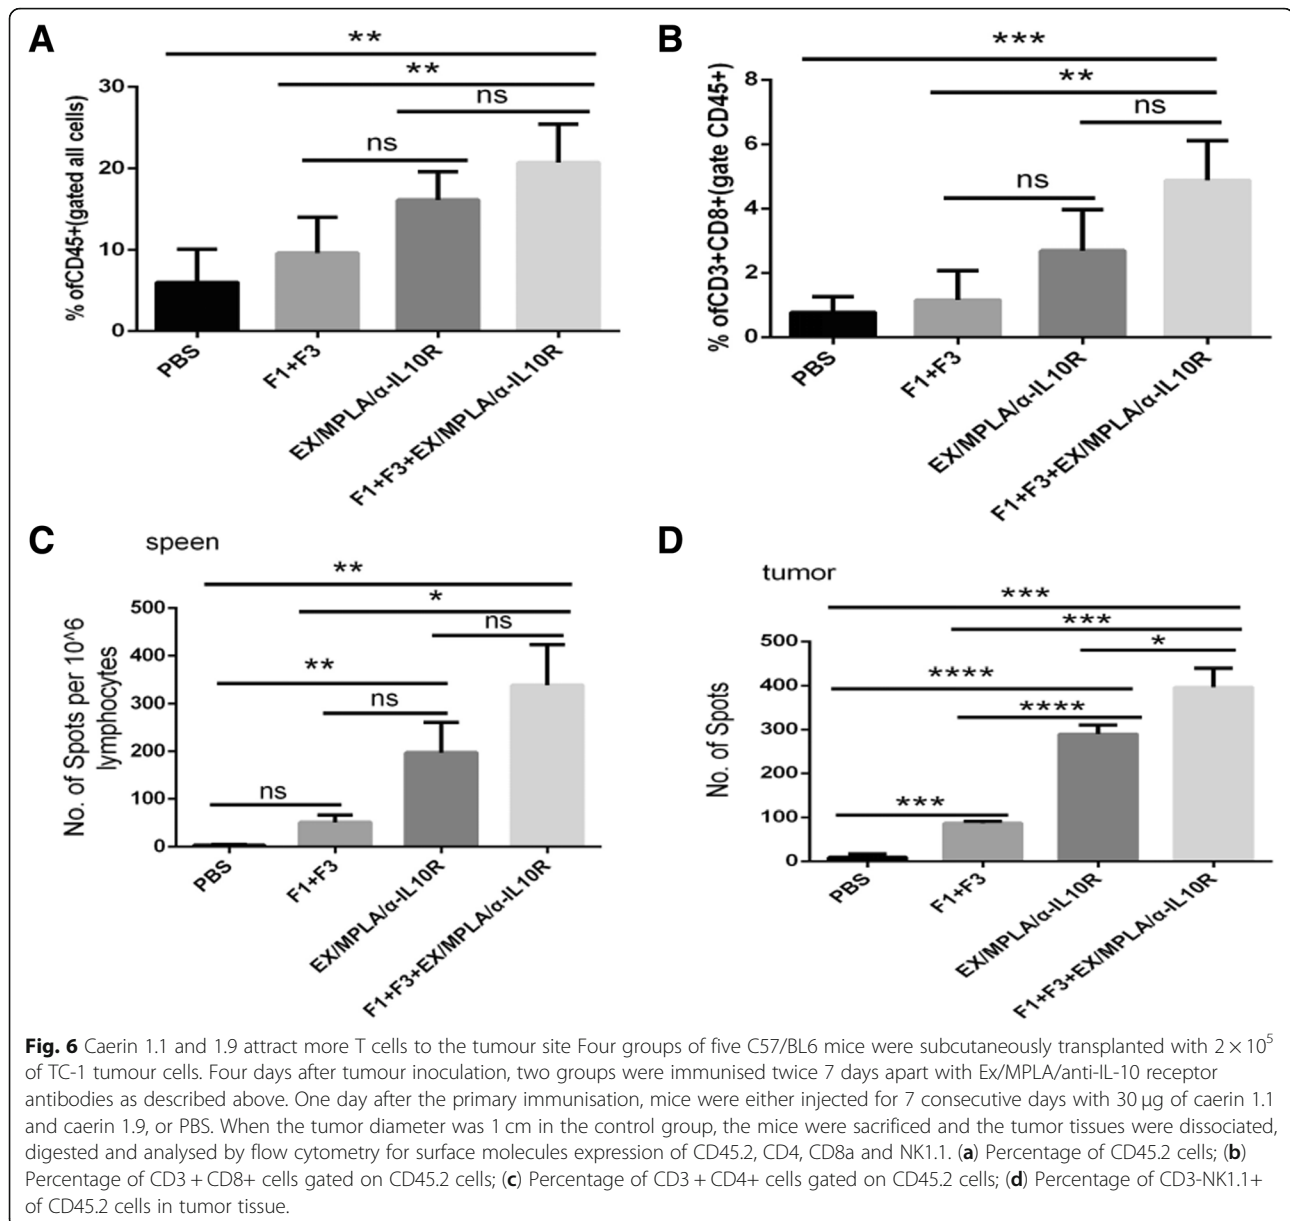 A
**
**
ns
ns
% ofCD45+(gated all cells)
30
20
10
0
PBS
F1+F3
EX/MPLA/α-IL10R
F1+F3+EX/MPLA/α-IL10R
B
***
**
ns
ns
% ofCD3+CD8+(gate CD45+)
8
6
4
2
0
PBS
F1+F3
EX/MPLA/α-IL10R
F1+F3+EX/MPLA/α-IL10R
C
speen
**
*
ns
**
ns
ns
No. of Spots per 10^6
lymphocytes
500
400
300
200
100
0
PBS
F1+F3
EX/MPLA/α-IL10R
F1+F3+EX/MPLA/α-IL10R
D
tumor
***
***
*
****
****
***
No. of Spots
500
400
300
200
100
0
PBS
F1+F3
EX/MPLA/α-IL10R
F1+F3+EX/MPLA/α-IL10R
Fig. 6 Caerin 1.1 and 1.9 attract more T cells to the tumour site Four groups of five C57/BL6 mice were subcutaneously transplanted with 2 × 10⁵
of TC-1 tumour cells. Four days after tumour inoculation, two groups were immunised twice 7 days apart with Ex/MPLA/anti-IL-10 receptor
antibodies as described above. One day after the primary immunisation, mice were either injected for 7 consecutive days with 30 μg of caerin 1.1
and caerin 1.9, or PBS. When the tumor diameter was 1 cm in the control group, the mice were sacrificed and the tumor tissues were dissociated,
digested and analysed by flow cytometry for surface molecules expression of CD45.2, CD4, CD8a and NK1.1. (a) Percentage of CD45.2 cells; (b)
Percentage of CD3 + CD8+ cells gated on CD45.2 cells; (c) Percentage of CD3 + CD4+ cells gated on CD45.2 cells; (d) Percentage of CD3-NK1.1+
of CD45.2 cells in tumor tissue.